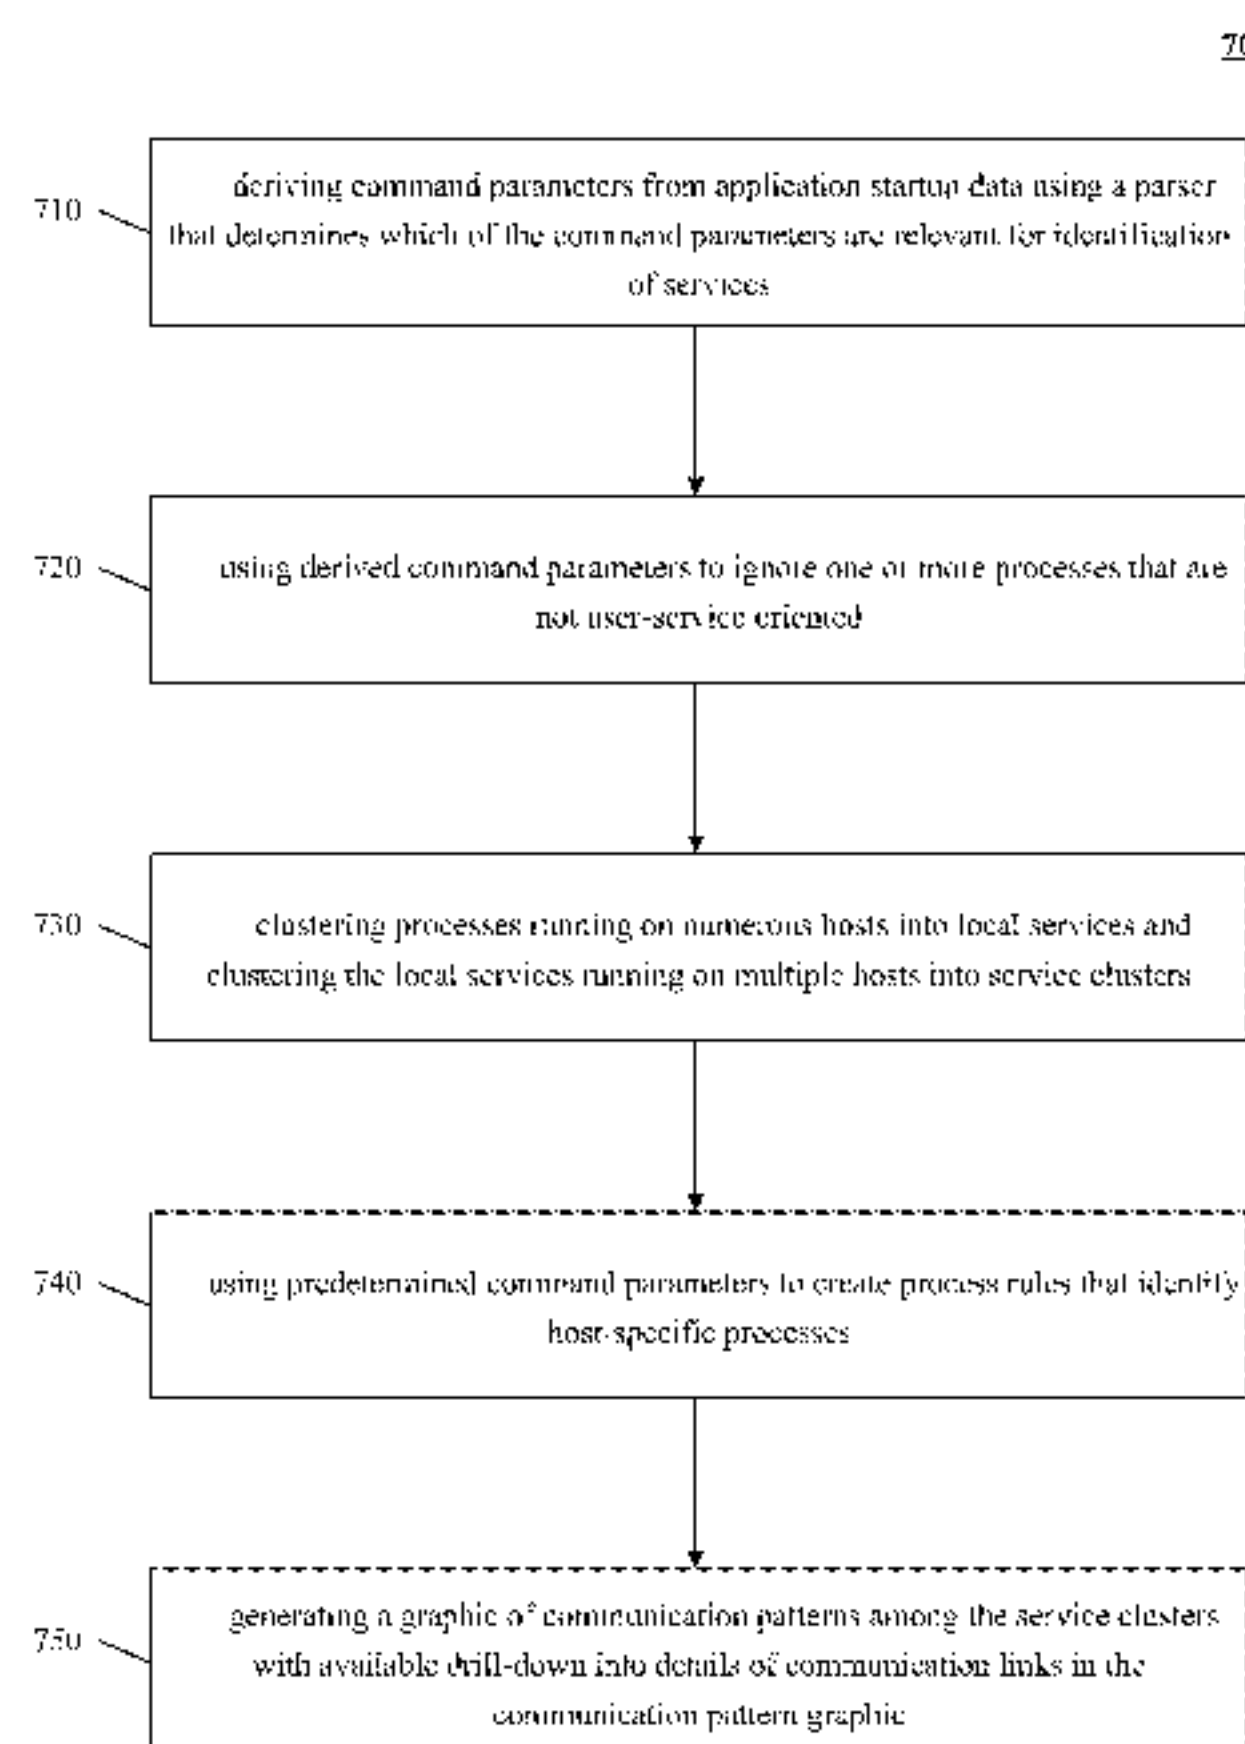 70
710
deriving command parameters from application startup data using a parser
that determines which of the command parameters are relevant for identification
of services
720
using derived command parameters to ignore one or more processes that are
not user-service oriented
730
clustering processes running on numerous hosts into local services and
clustering the local services running on multiple hosts into service clusters
740
using predetermined command parameters to create process rules that identify
host-specific processes
750
generating a graphic of communication patterns among the service clusters
with available drill-down into details of communication links in the
communication pattern graphic